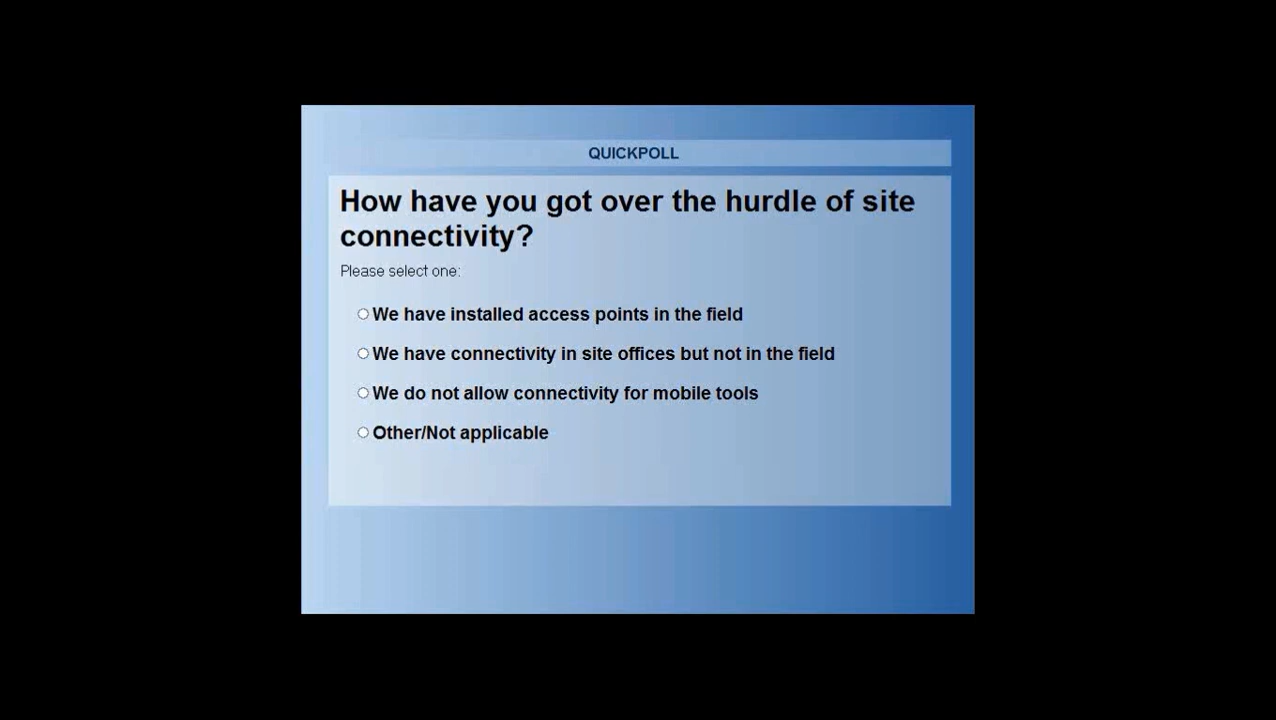 QUICKPOLL
How have you got over the hurdle of site
connectivity?
Please select one:
We have installed access points in the field
We have connectivity in site offices but not in the field
We do not allow connectivity for mobile tools
Other/Not applicable